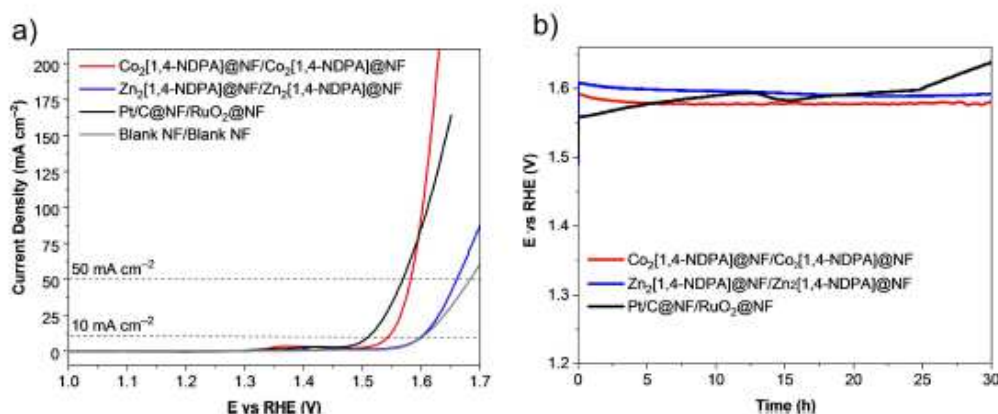 a)
Current Density (mA cm⁻²)
200
175
150
125
100
75
50
25
0
Co₂[1,4-NDPA]@NF/Co₂[1,4-NDPA]@NF
Zn₂[1,4-NDPA]@NF/Zn₂[1,4-NDPA]@NF
Pt/C@NF/RuO₂@NF
Blank NF/Blank NF
50 mA cm⁻²
10 mA cm⁻²
1.0 1.1 1.2 1.3 1.4 1.5 1.6 1.7
E vs RHE (V)
b)
E vs RHE (V)
1.6
1.5
1.4
1.3
1.2
Co₂[1,4-NDPA]@NF/Co₂[1,4-NDPA]@NF
Zn₂[1,4-NDPA]@NF/Zn₂[1,4-NDPA]@NF
Pt/C@NF/RuO₂@NF
0 5 10 15 20 25 30
Time (h)